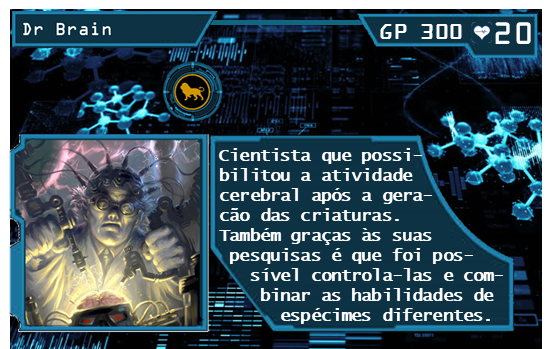 Dr Brain
GP 300 20
Cientista que possi-
bilitou a atividade
cerebral após a gera-
cão das criaturas.
Também graças às suas
pesquisas é que foi pos-
sível controla-las e com-
binar as habilidades de
espécimes diferentes.